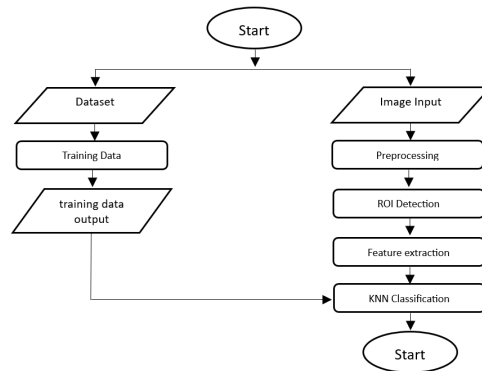 Start
Dataset
Image Input
Training Data
Preprocessing
training data
output
ROI Detection
Feature extraction
KNN Classification
Start